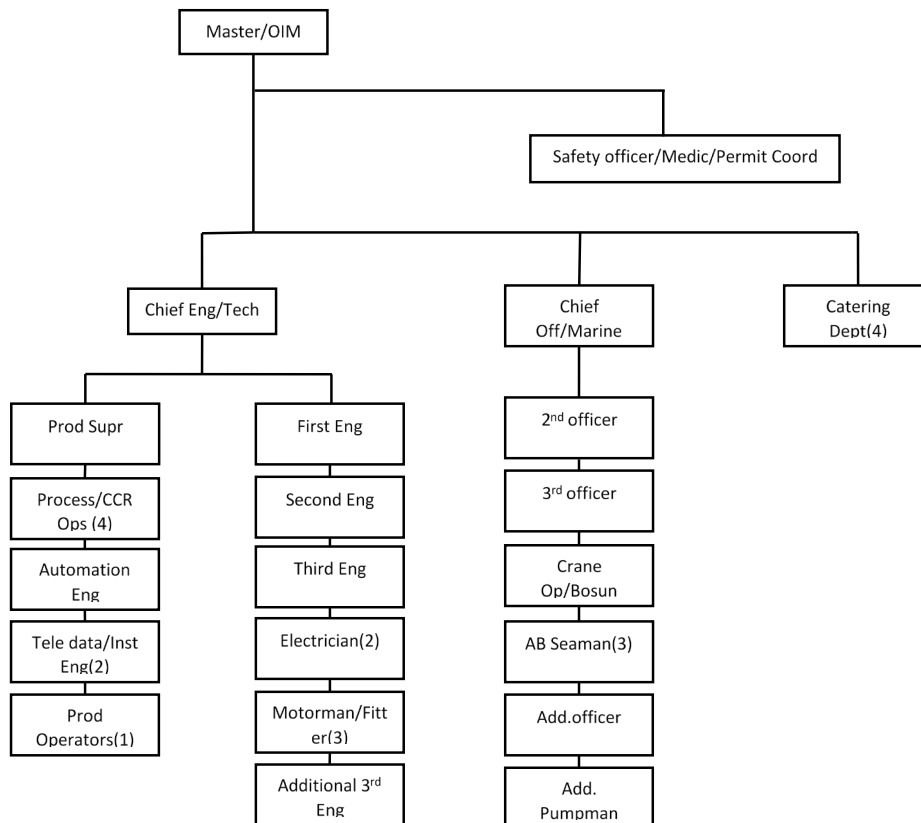 Master/OIM
Safety officer/Medic/Permit Coord
Chief Eng/Tech
Chief
Off/Marine
Catering
Dept(4)
Prod Supr
Process/CCR
Ops (4)
Automation
Eng
Tele data/Inst
Eng(2)
Prod
Operators(1)
First Eng
Second Eng
Third Eng
Electrician(2)
Motorman/Fitt
er(3)
Additional 3rd
Eng
2nd officer
3rd officer
Crane
Op/Bosun
AB Seaman(3)
Add.officer
Add.
Pumpman